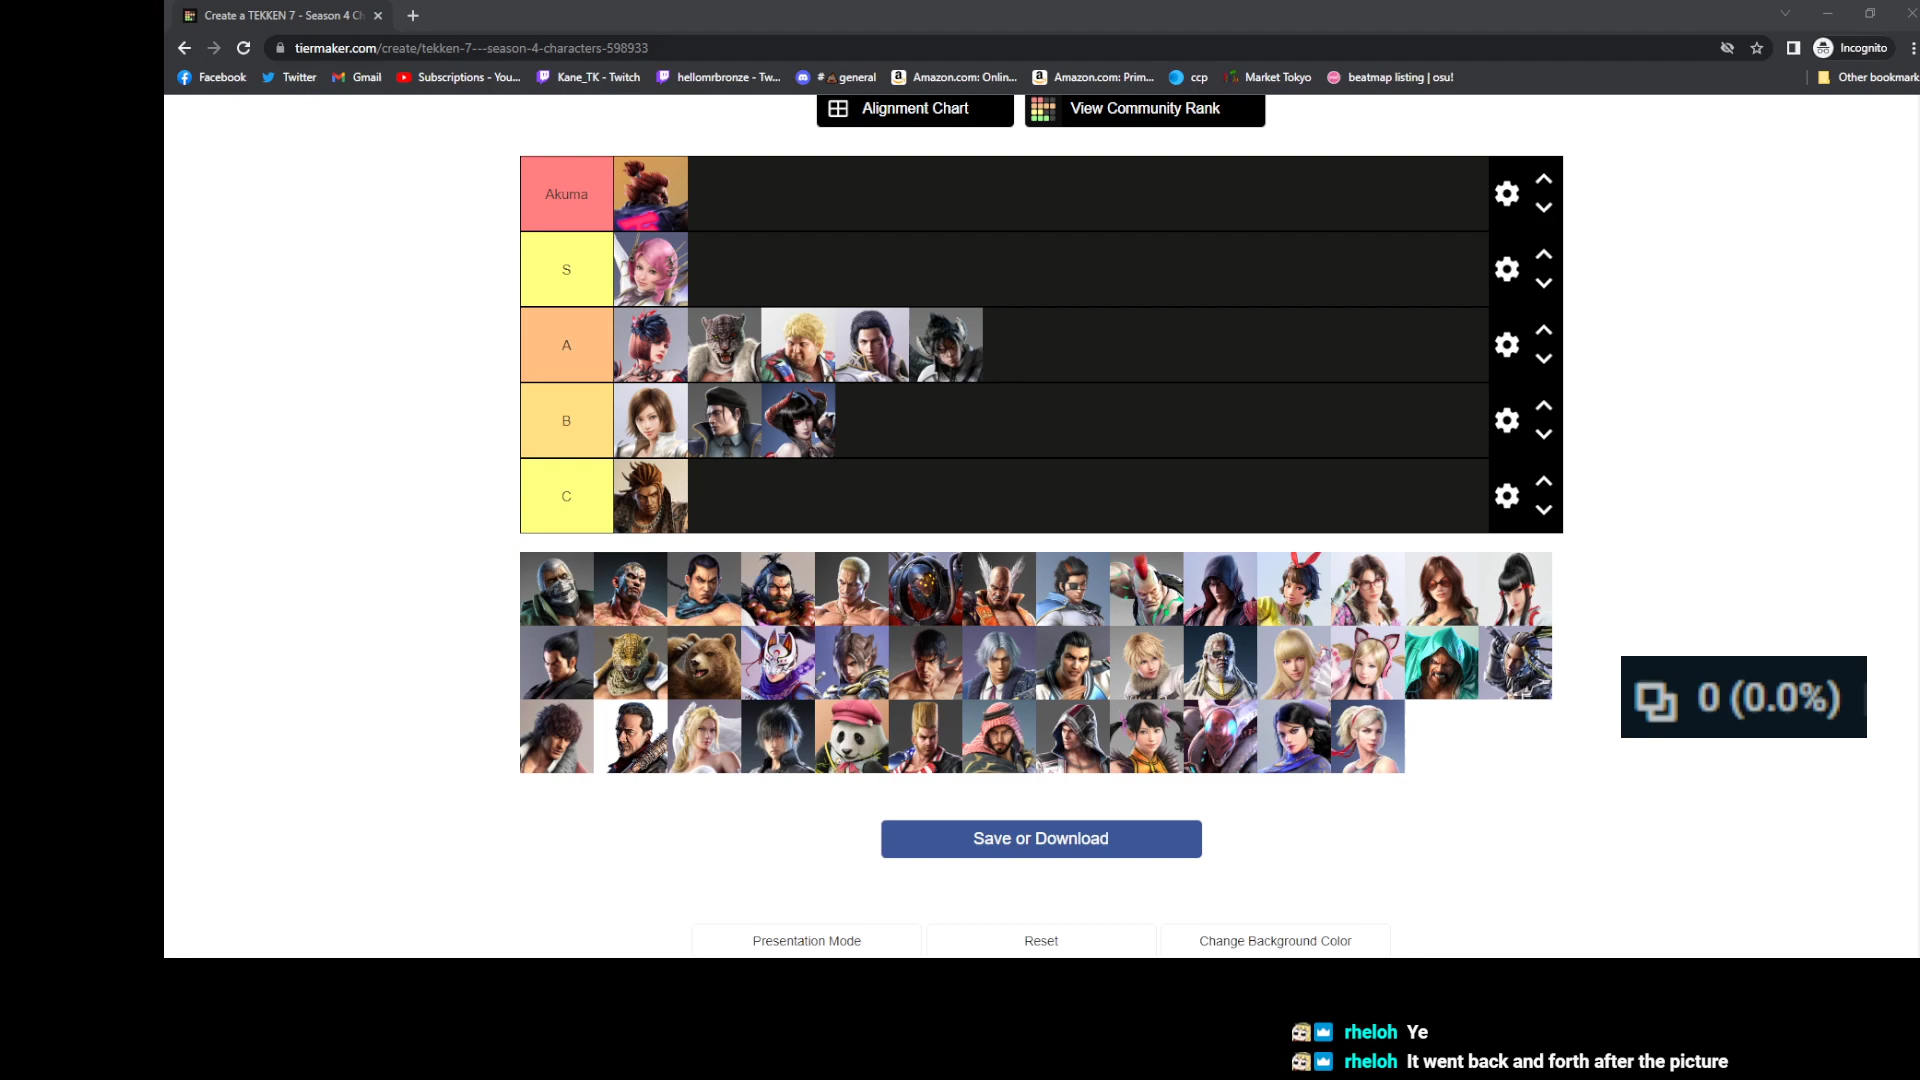 Create a TEKKEN 7 - Season 4 Ch
tiermaker.com/create/tekken-7---season-4-characters-598933
Incognito
Facebook Twitter Gmail Subscriptions - You... Kane_TK - Twitch hellomrbronze - Tw... #💩general Amazon.com: Onlin... Amazon.com: Prim... ccp Market Tokyo beatmap listing | osu! Other bookmark
Alignment Chart View Community Rank
Akuma
S
A
B
C
0 (0.0%)
Save or Download
Presentation Mode Reset Change Background Color
rheloh Ye
rheloh It went back and forth after the picture